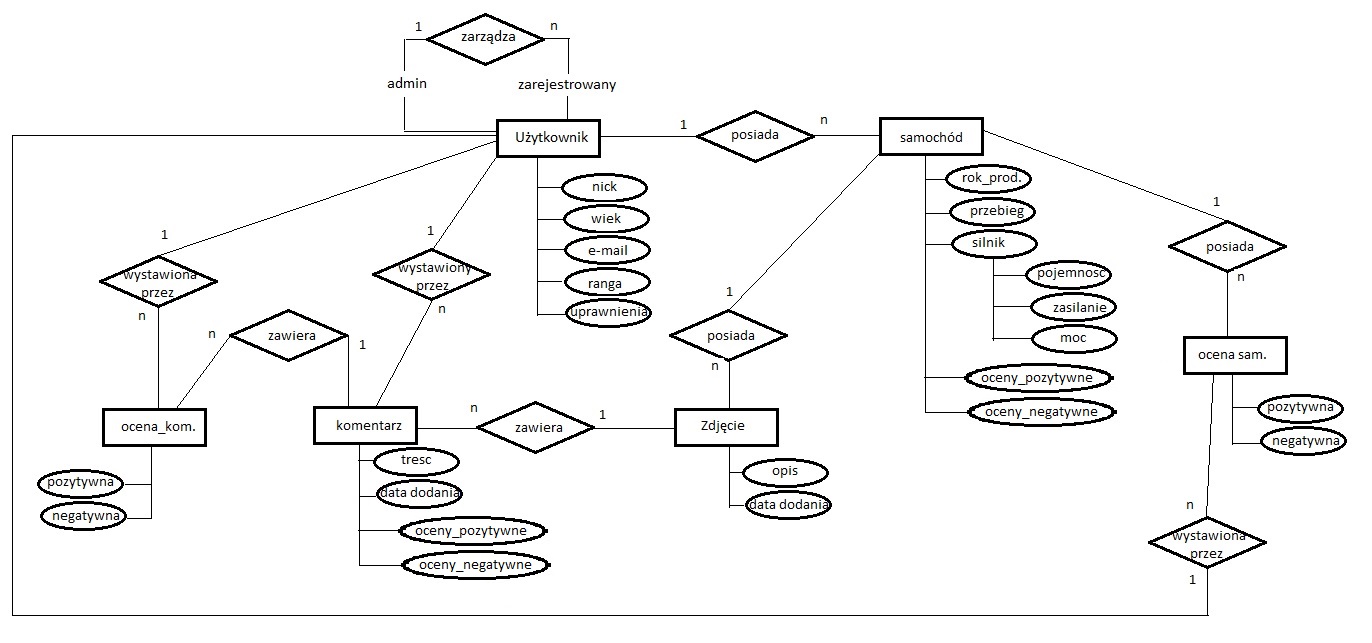 1
zarządza
n
admin
zarejestrowany
Użytkownik
1
posiada
n
samochód
nick
wiek
e-mail
ranga
uprawnienia
rok_prod.
przebieg
silnik
pojemnosc
zasilanie
moc
oceny_pozytywne
oceny_negatywne
1
posiada
n
ocena sam.
pozytywna
negatywna
n
wystawiona
przez
1
1
wystawiona
przez
n
1
wystawiony
przez
n
n
zawiera
1
1
posiada
n
ocena_kom.
pozytywna
negatywna
komentarz
tresc
data dodania
oceny_pozytywne
oceny_negatywne
n
zawiera
1
Zdjęcie
opis
data dodania